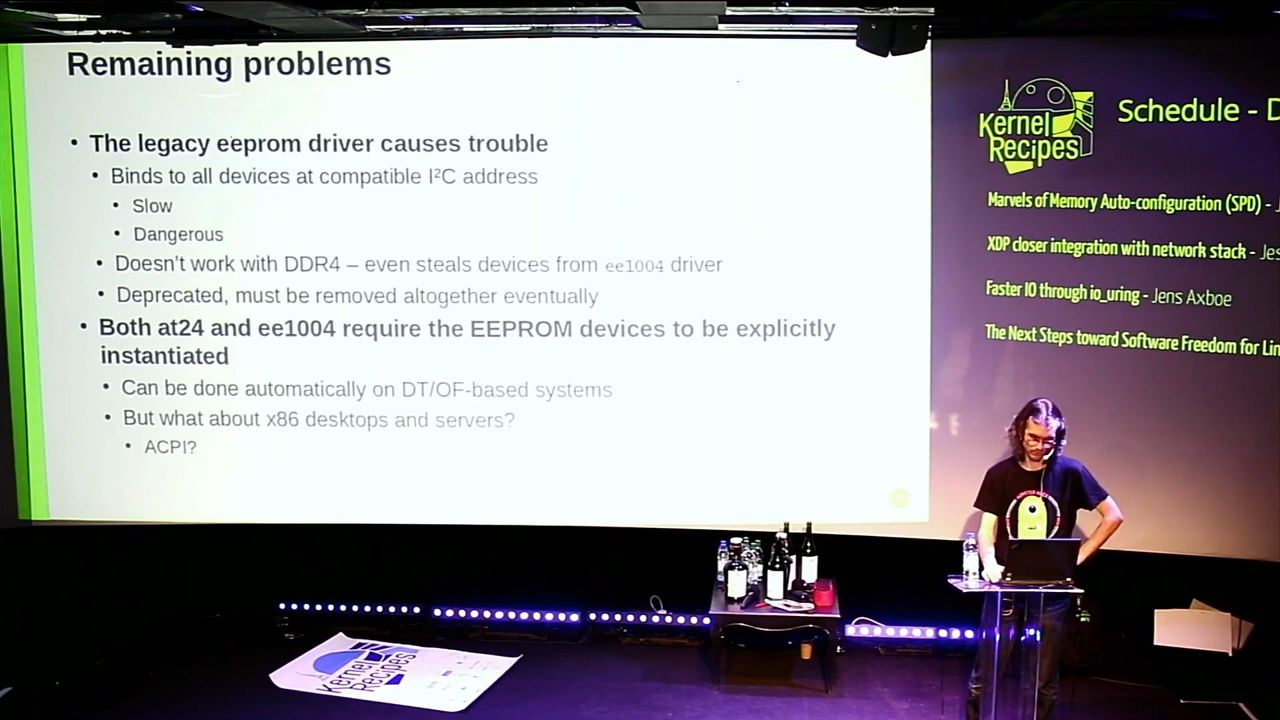 Remaining problems
• The legacy eeprom driver causes trouble
• Binds to all devices at compatible I²C address
• Slow
• Dangerous
• Doesn't work with DDR4 – even steals devices from ee1004 driver
• Deprecated, must be removed altogether eventually
• Both at24 and ee1004 require the EEPROM devices to be explicitly
instantiated
• Can be done automatically on DT/OF-based systems
• But what about x86 desktops and servers?
• ACPI?
Kernel
Recipes
Schedule - D
Marvels of Memory Auto-configuration (SPD) - J
XDP closer integration with network stack - Jes
Faster IO through io_uring - Jens Axboe
The Next Steps toward Software Freedom for Lin
Kernel
Recipes